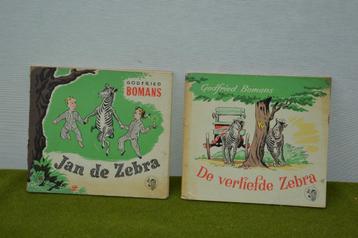 GODFRIED
BOMANS
Jan de Zebra
Godfried Bomans
De verliefde Zebra